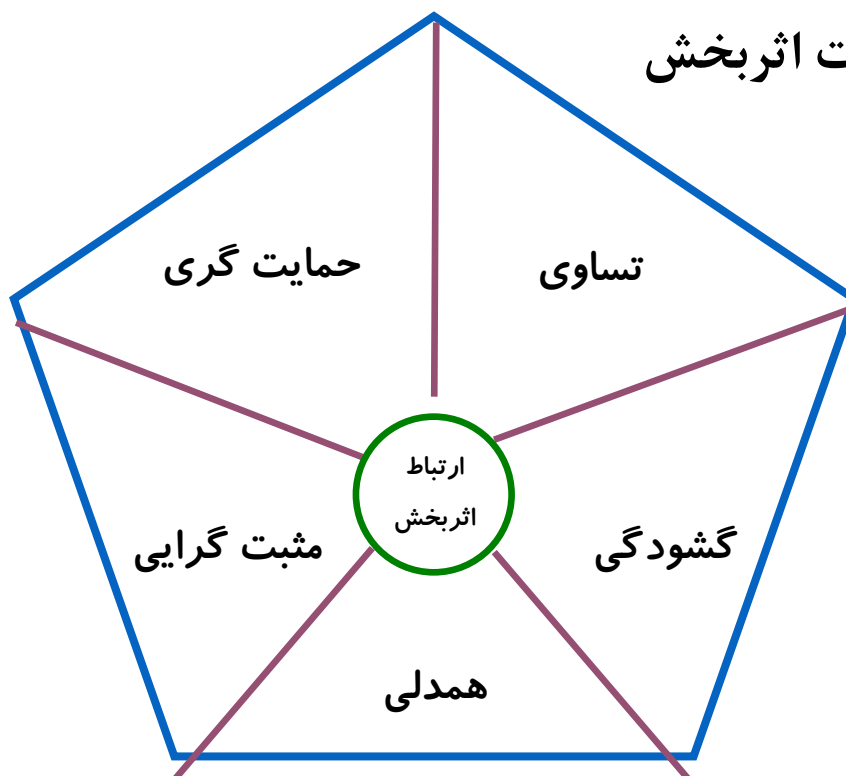 ت اثربخش
حمایت گری
تساوی
ارتباط
اثربخش
مثبت گرایی
گشودگی
همدلی